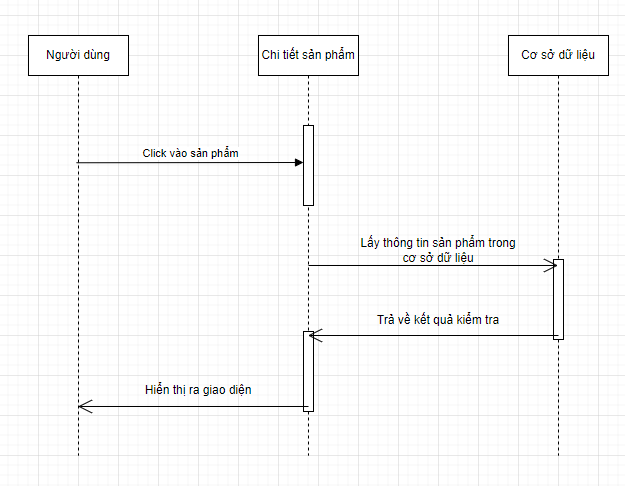 Người dùng
Chi tiết sản phẩm
Cơ sở dữ liệu
Click vào sản phẩm
Lấy thông tin sản phẩm trong
cơ sở dữ liệu
Trả về kết quả kiểm tra
Hiển thị ra giao diện